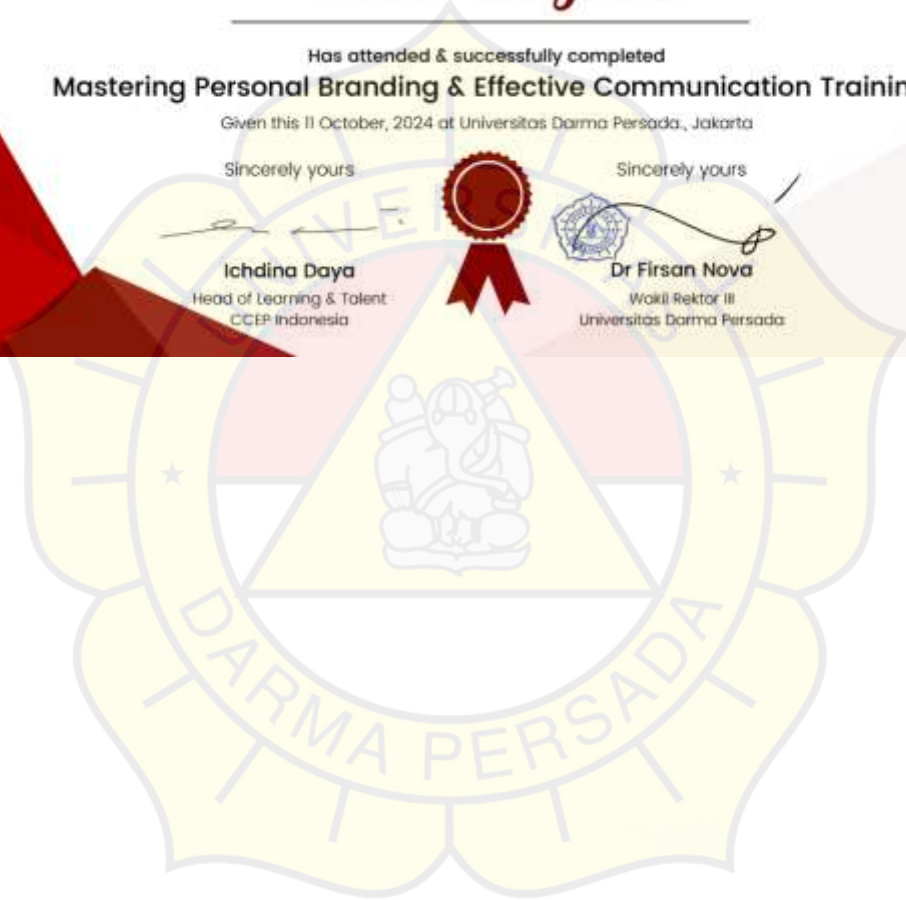 Has attended & successfully completed
Mastering Personal Branding & Effective Communication Trainin
Given this 11 October, 2024 at Universitas Darma Persada., Jakarta
Sincerely yours
Sincerely yours
Ichdina Daya
Dr Firsan Nova
Head of Learning & Talent
Wakil Rektor III
CCEP Indonesia
Universitas Darma Persada
UNIVERSITAS
DARMA PERSADA